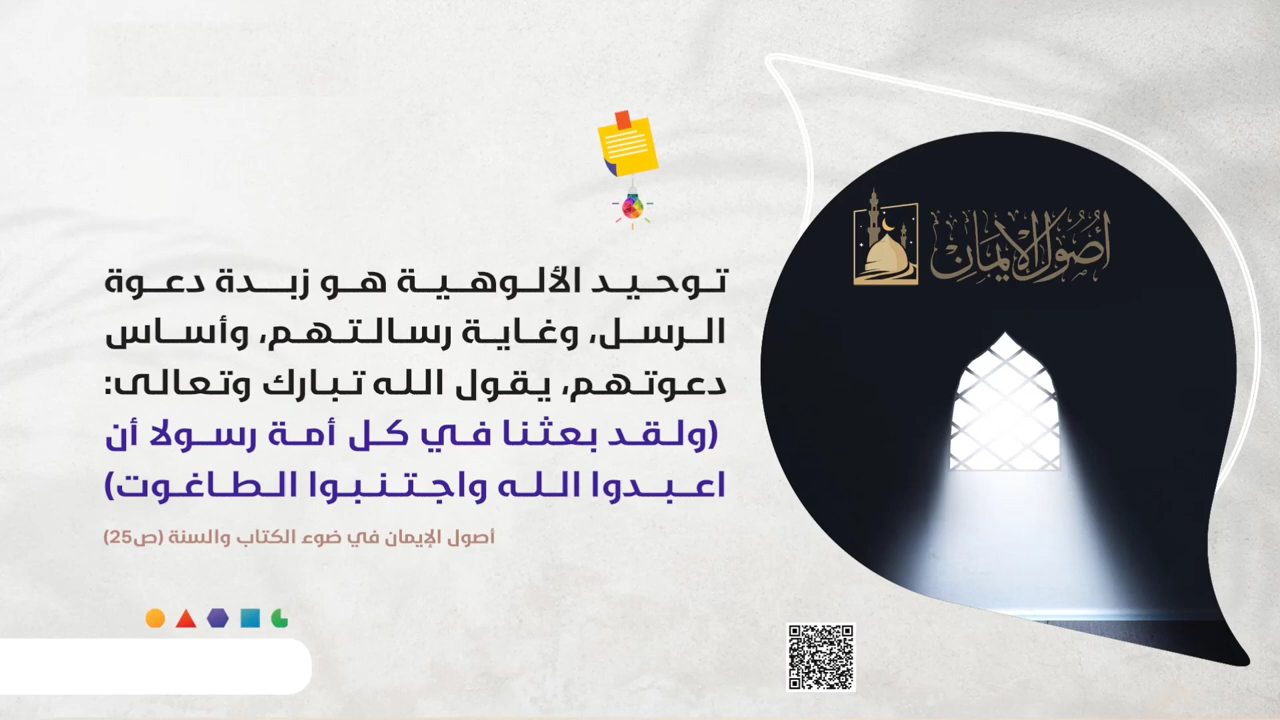 أصول الإيمان
توحيد الألوهية هو زبدة دعوة
الرسل، وغاية رسالتهم، وأساس
دعوتهم، يقول الله تبارك وتعالى:
(ولقد بعثنا في كل أمة رسولا أن
اعبدوا الله واجتنبوا الطاغوت)
أصول الإيمان في ضوء الكتاب والسنة (ص25)